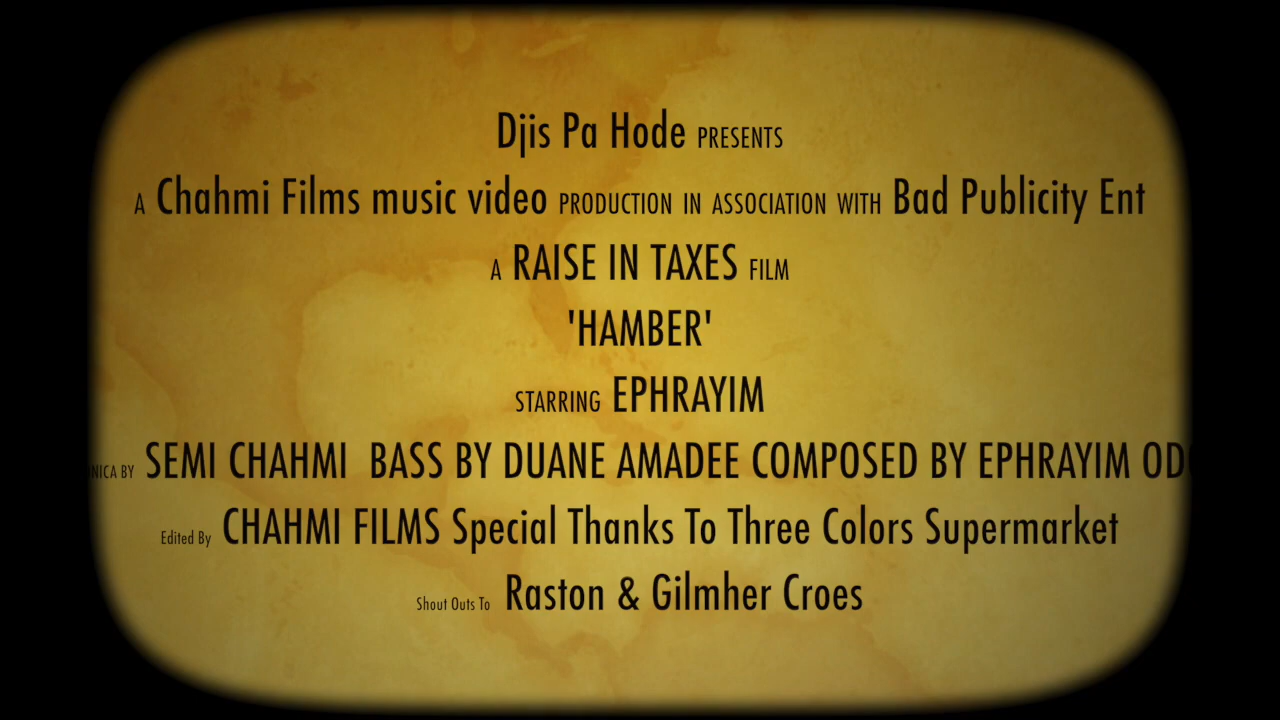 Djis Pa Hode PRESENTS
A Chahmi Films music video PRODUCTION IN ASSOCIATION WITH Bad Publicity Ent
A RAISE IN TAXES FILM
'HAMBER'
STARRING EPHRAYIM
BY SEMI CHAHMI BASS BY DUANE AMADEE COMPOSED BY EPHRAYIM
Edited By CHAHMI FILMS Special Thanks To Three Colors Supermarket
Shout Outs To Raston & Gilmher Croes